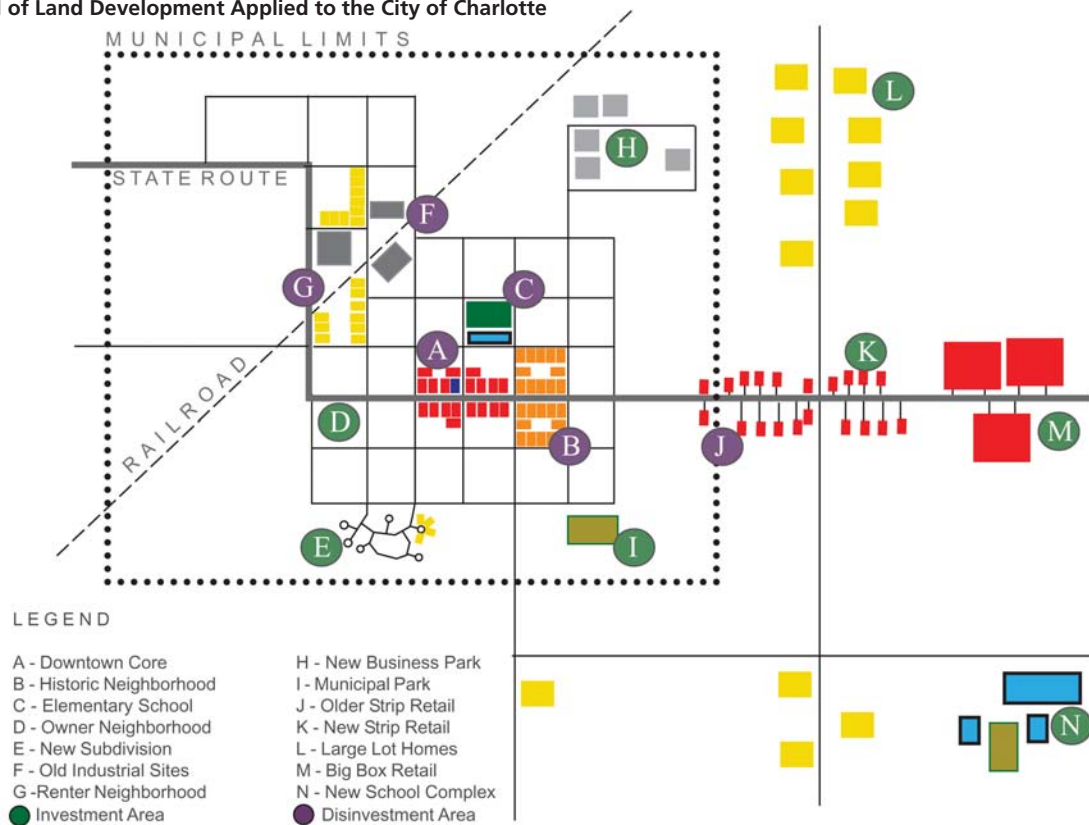 of Land Development Applied to the City of Charlotte
MUNICIPAL LIMITS
L
H
STATE ROUTE
F
G
C
A
K
D
RAILROAD
B
J
M
E
I
LEGEND
A - Downtown Core
B - Historic Neighborhood
C - Elementary School
D - Owner Neighborhood
E - New Subdivision
F - Old Industrial Sites
G -Renter Neighborhood
Investment Area
H - New Business Park
I - Municipal Park
J - Older Strip Retail
K - New Strip Retail
L - Large Lot Homes
M - Big Box Retail
N - New School Complex
Disinvestment Area
N